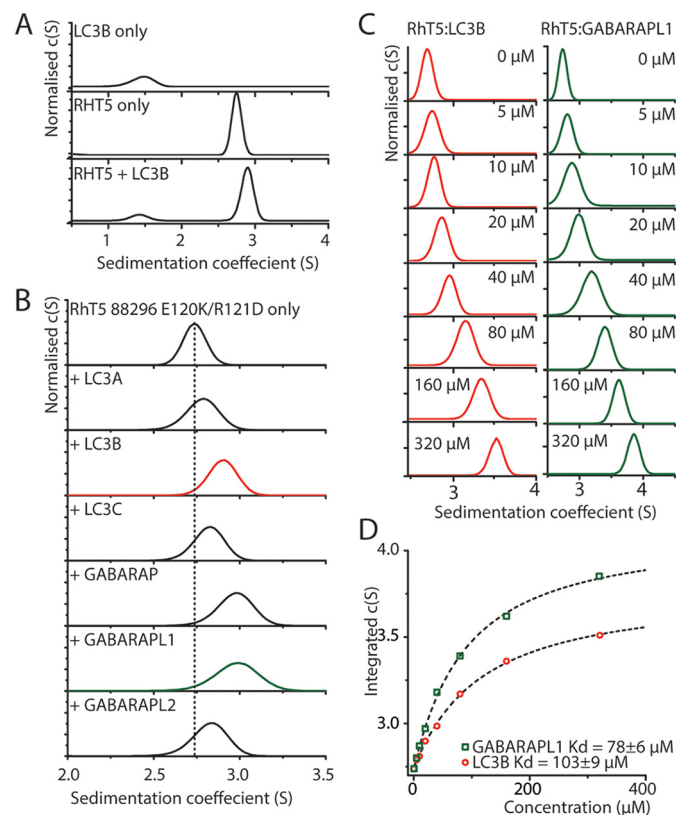 A
LC3B only
RHT5 only
RHT5 + LC3B
Normalised c(S)
1 2 3 4
Sedimentation coeffecient (S)
B
RhT5 88296 E120K/R121D only
+ LC3A
+ LC3B
+ LC3C
+ GABARAP
+ GABARAPL1
+ GABARAPL2
Normalised c(S)
2.0 2.5 3.0 3.5
Sedimentation coeffecient (S)
C
RhT5:LC3B RhT5:GABARAPL1
Normalised c(S)
0 µM 0 µM
5 µM 5 µM
10 µM 10 µM
20 µM 20 µM
40 µM 40 µM
80 µM 80 µM
160 µM 160 µM
320 µM 320 µM
3 4 3 4
Sedimentation coeffecient (S)
D
Integrated c(S)
4.0
3.5
3.0
GABARAPL1 Kd = 78±6 µM
LC3B Kd = 103±9 µM
0 200 400
Concentration (µM)